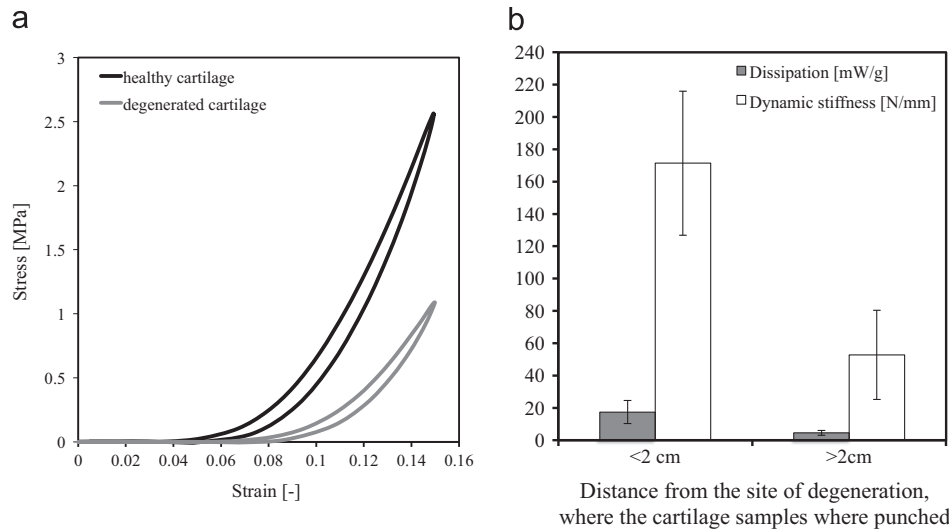 a
3
2.5
2
1.5
1
0.5
0
Stress [MPa]
healthy cartilage
degenerated cartilage
0 0.02 0.04 0.06 0.08 0.1 0.12 0.14 0.16
Strain [-]
b
240
220
200
180
160
140
120
100
80
60
40
20
0
Dissipation [mW/g]
Dynamic stiffness [N/mm]
<2 cm >2cm
Distance from the site of degeneration,
where the cartilage samples where punched